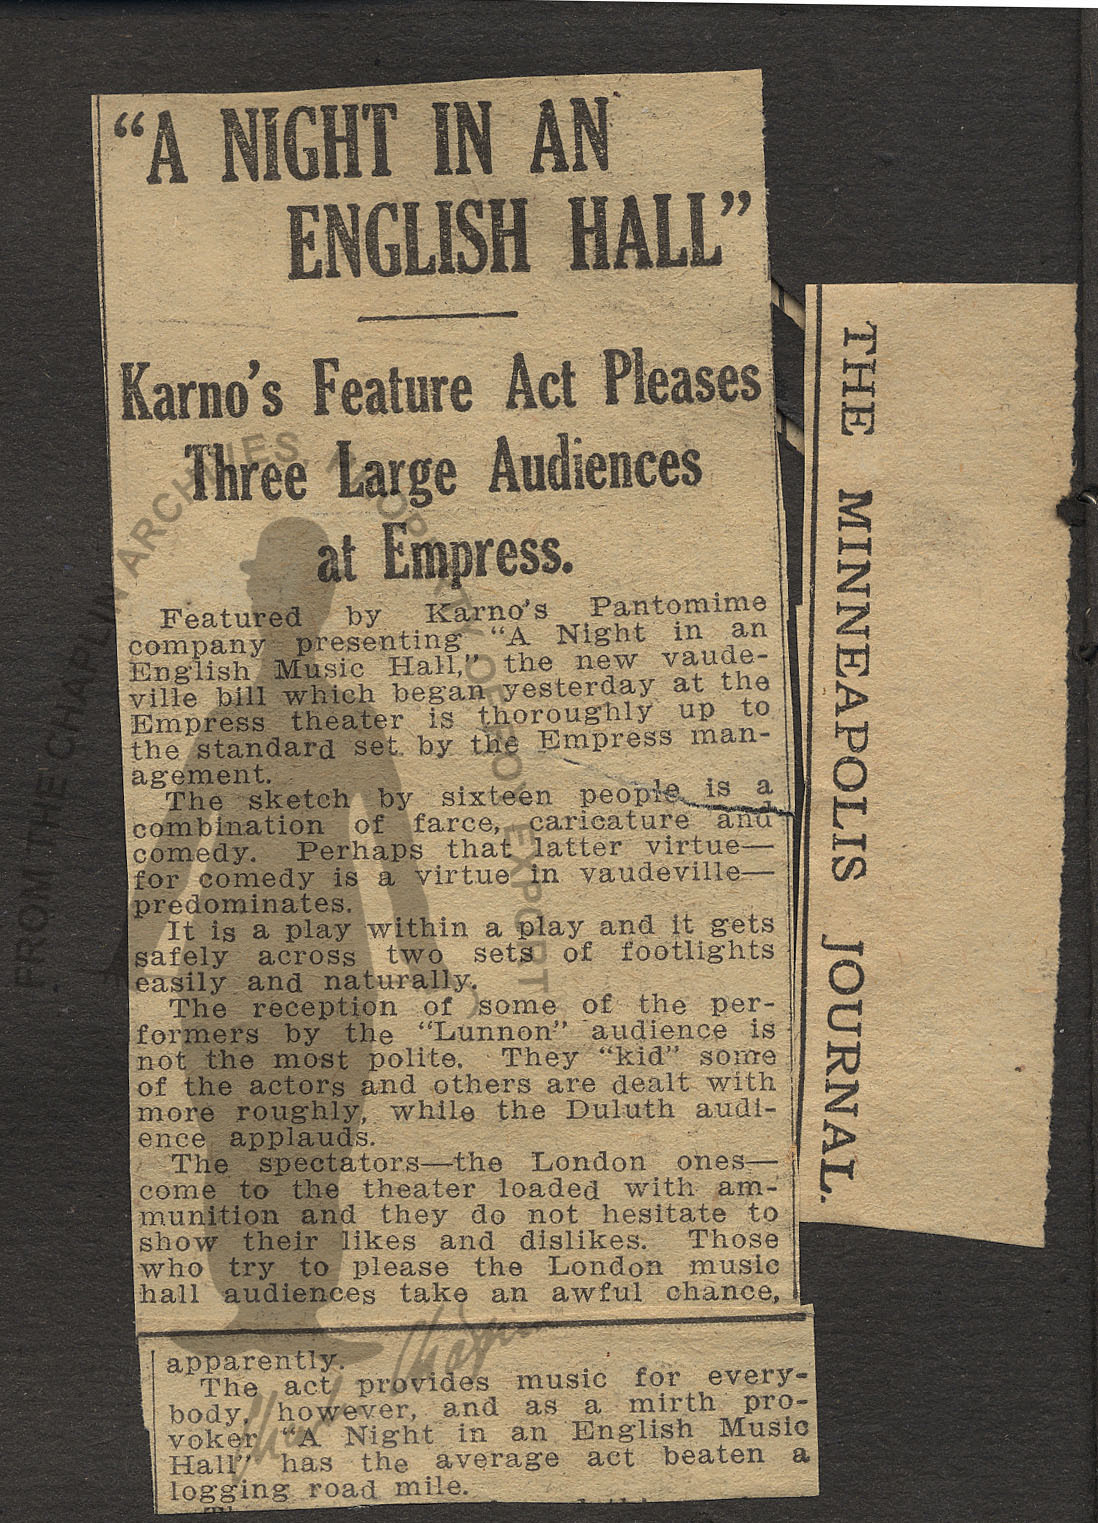 “A NIGHT IN AN
ENGLISH HALL”
Karno’s Feature Act Pleases
Three Large Audiences
at Empress.
Featured by Karno’s Pantomime
company presenting “A Night in an
English Music Hall,” the new vaude-
ville bill which began yesterday at the
Empress theater is thoroughly up to
the standard set by the Empress man-
agement.
The sketch by sixteen people is a
combination of farce, caricature and
comedy. Perhaps that latter virtue—
for comedy is a virtue in vaudeville—
predominates.
It is a play within a play and it gets
safely across two sets of footlights
easily and naturally.
The reception of some of the per-
formers by the “Lunnon” audience is
not the most polite. They “kid” some
of the actors and others are dealt with
more roughly, while the Duluth audi-
ence applauds.
The spectators—the London ones—
come to the theater loaded with am-
munition and they do not hesitate to
show their likes and dislikes. Those
who try to please the London music
hall audiences take an awful chance,
apparently.
The act provides music for every-
body, however, and as a mirth pro-
voker “A Night in an English Music
Hall” has the average act beaten a
logging road mile.
THE MINNEAPOLIS JOURNAL.
FROM THE CHAPLIN ARCHIVES PROPERTY OF ROY EXPORT